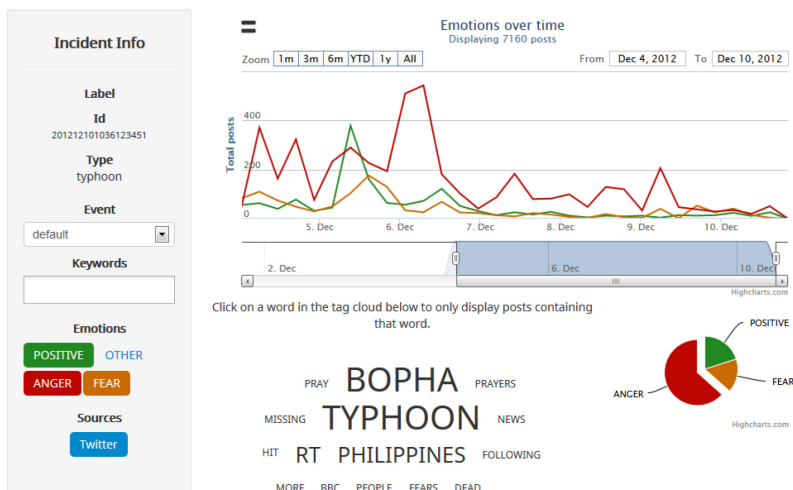 Incident Info
Label
Id
201212101036123451
Type
typhoon
Event
default
Keywords
Emotions
POSITIVE OTHER
ANGER FEAR
Sources
Twitter
Emotions over time
Displaying 7160 posts
Zoom 1m 3m 6m YTD 1y All
From Dec 4, 2012 To Dec 10, 2012
Total posts
400
200
0
5. Dec 6. Dec 7. Dec 8. Dec 9. Dec 10. Dec
2. Dec 6. Dec 10. Dec
Highcharts.com
Click on a word in the tag cloud below to only display posts containing
that word.
PRAY BOPHA PRAYERS
MISSING TYPHOON NEWS
HIT RT PHILIPPINES FOLLOWING
MORE BBC PEOPLE FEARS DEAD
POSITIVE
FEAR
ANGER
Highcharts.com